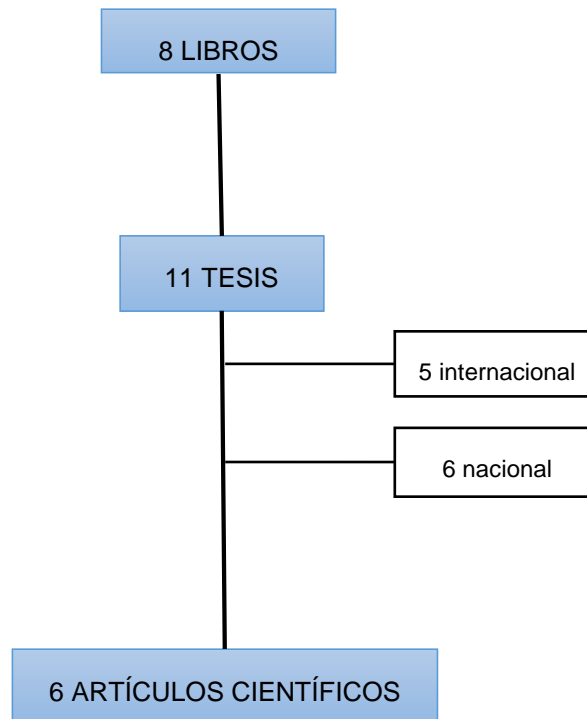 8 LIBROS
11 TESIS
5 internacional
6 nacional
6 ARTÍCULOS CIENTÍFICOS